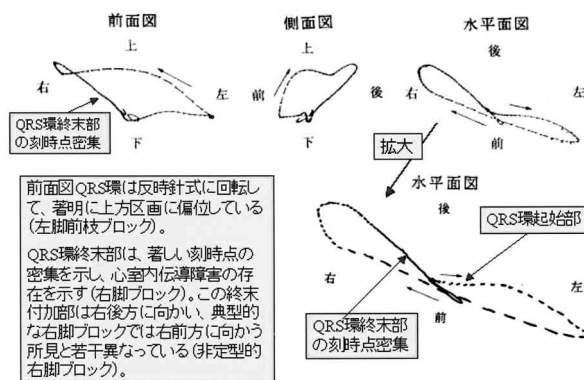 前面図
側面図
水平面図
上
上
後
右
左
前
後
右
左
下
下
前
QRS環終末部
の刻時点密集
拡大
水平面図
後
QRS環起始部
右
左
前
QRS環終末部
の刻時点密集
前面図QRS環は反時針式に回転し
て、著明に上方区画に偏位している
(左脚前枝ブロック)。
QRS環終末部は、著しい刻時点の
密集を示し、心室内伝導障害の存
在を示す(右脚ブロック)。この終末
付加部は右後方に向かい、典型的
な右脚ブロックでは右前方に向かう
所見と若干異なっている(非定型的
右脚ブロック)。